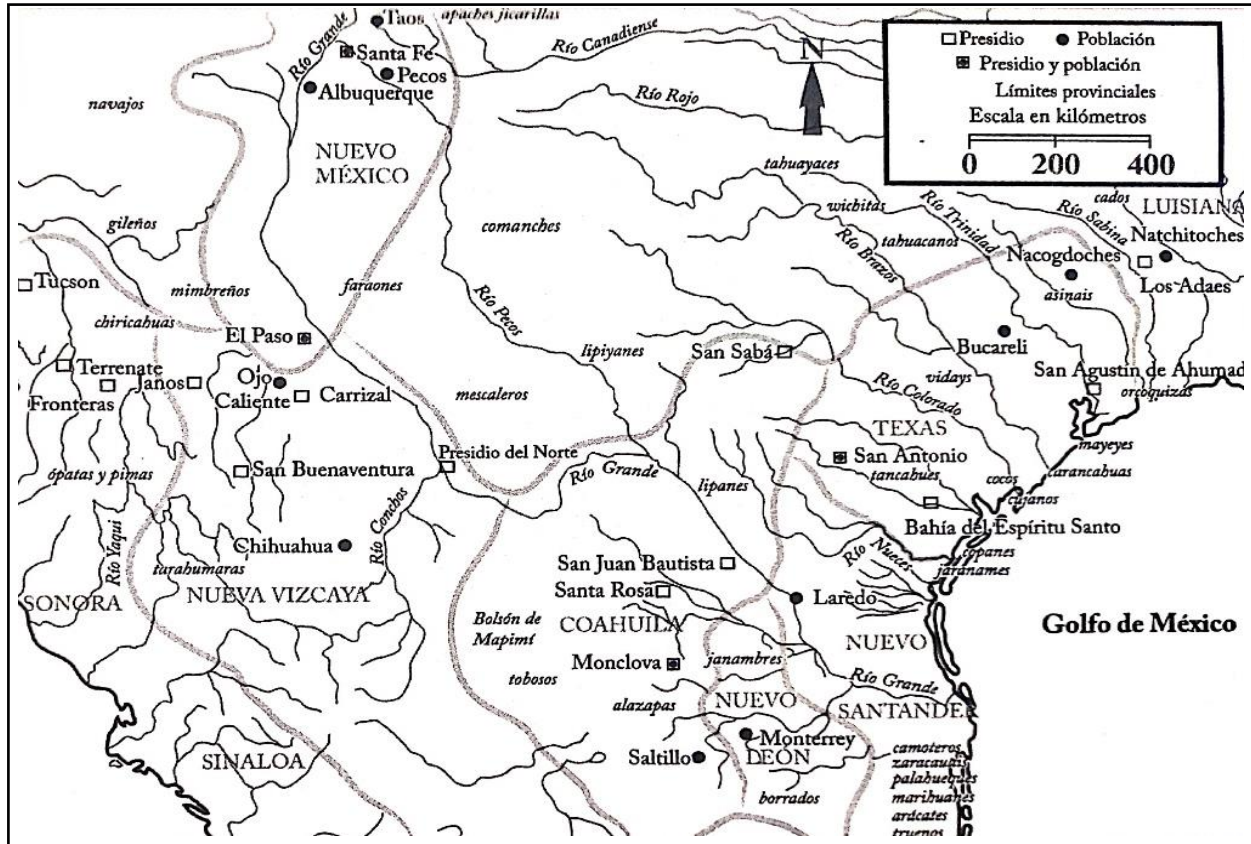 Taos
apaches jicarillas
Río Grande
Santa Fe
Pecos
Albuquerque
Río Canadiense
N
Presidio
Población
Presidio y población
Límites provinciales
Escala en kilómetros
0 200 400
navajos
NUEVO
MÉXICO
Río Rojo
tahuayaces
wichitas
Río Trinidad
cados
Río Sabina
LUISIANA
Natchitoches
gileños
comanches
Río Brazos
tahuacanos
Nacogdoches
Los Adaes
asinais
Tucson
mimbreños
faraones
Río Pecos
chiricahuas
El Paso
lipiyanes
San Sabá
Bucareli
Terrenate
Fronteras
Janos
Ojo
Caliente
Carrizal
mescaleros
vidays
San Agustín de Ahumad
orcoquizas
Río Colorado
TEXAS
mayeyes
Presidio del Norte
San Antonio
tancahues
ópatas y pimas
San Buenaventura
Río Grande
lipanes
cocos
carancahuas
cujanos
Río Conchos
Bahía del Espíritu Santo
Chihuahua
Río Yaqui
tarahumaras
San Juan Bautista
Río Nueces
copanes
jaranames
SONORA
NUEVA VIZCAYA
Santa Rosa
Laredo
Bolsón de
Mapimí
COAHUILA
NUEVO
Golfo de México
Monclova
janambres
tobosos
Río Grande
alazapas
NUEVO
SANTANDER
SINALOA
Saltillo
Monterrey
LEÓN
camoteros
palahueques
borrados
marihuanes
truenos